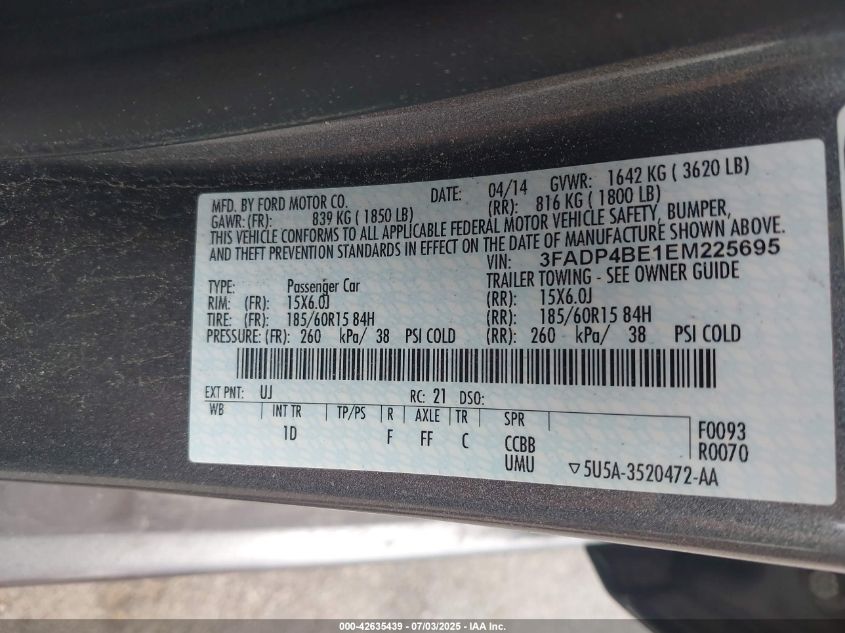 MFD. BY FORD MOTOR CO. DATE: 04/14 GVWR: 1642 KG ( 3620 LB)
GAWR: (FR): 839 KG ( 1850 LB) (RR): 816 KG ( 1800 LB)
THIS VEHICLE CONFORMS TO ALL APPLICABLE FEDERAL MOTOR VEHICLE SAFETY, BUMPER,
AND THEFT PREVENTION STANDARDS IN EFFECT ON THE DATE OF MANUFACTURE SHOWN ABOVE.
VIN: 3FADP4BE1EM225695
TYPE: Passenger Car TRAILER TOWING - SEE OWNER GUIDE
RIM: (FR): 15X6.0J (RR): 15X6.0J
TIRE: (FR): 185/60R15 84H (RR): 185/60R15 84H
PRESSURE: (FR): 260 kPa/ 38 PSI COLD (RR): 260 kPa/ 38 PSI COLD
EXT PNT: UJ RC: 21 DSO:
WB INT TR TP/PS R AXLE TR SPR
1D F FF C CCBB F0093
UMU R0070
▽5U5A-3520472-AA
000-42635439 - 07/03/2025 - IAA Inc.